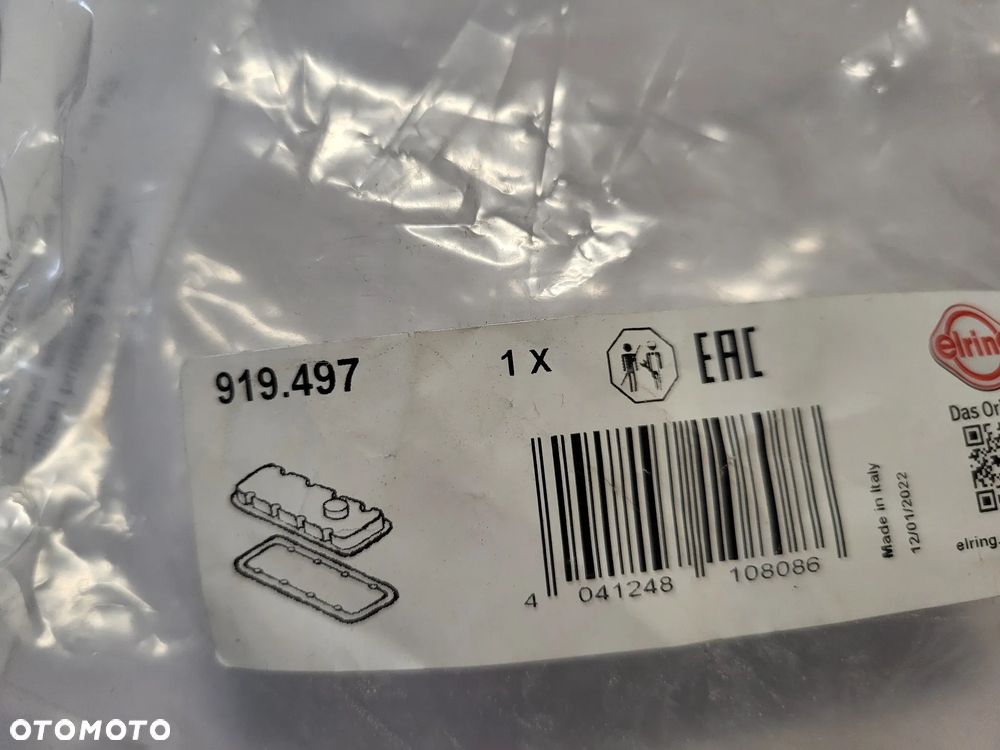 919.497
1 X
EAC
elring
Das Ori
4 041248 108086
Made in Italy
12/01/2022
elring.
OTOMOTO